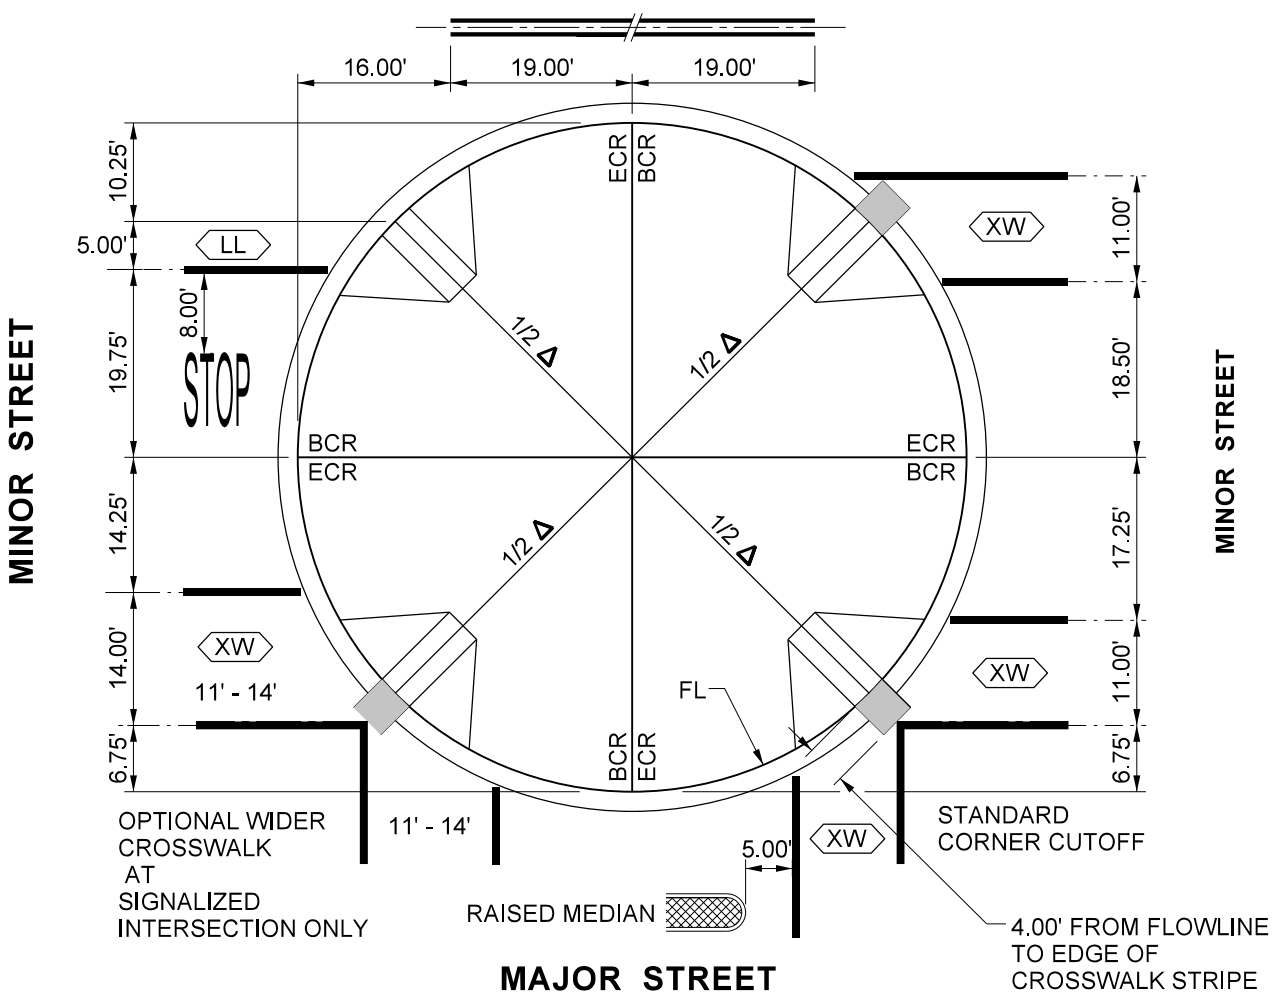 16.00'
19.00'
19.00'
10.25'
5.00'
LL
8.00'
19.75'
STOP
MINOR STREET
14.25'
14.00'
XW
11' - 14'
6.75'
ECR
BCR
1/2 Δ
1/2 Δ
BCR
ECR
ECR
BCR
1/2 Δ
1/2 Δ
FL
BCR
ECR
XW
11.00'
18.50'
MINOR STREET
17.25'
XW
11.00'
6.75'
OPTIONAL WIDER
CROSSWALK
AT
SIGNALIZED
INTERSECTION ONLY
11' - 14'
5.00'
XW
STANDARD
CORNER CUTOFF
RAISED MEDIAN
4.00' FROM FLOWLINE
TO EDGE OF
CROSSWALK STRIPE
MAJOR STREET